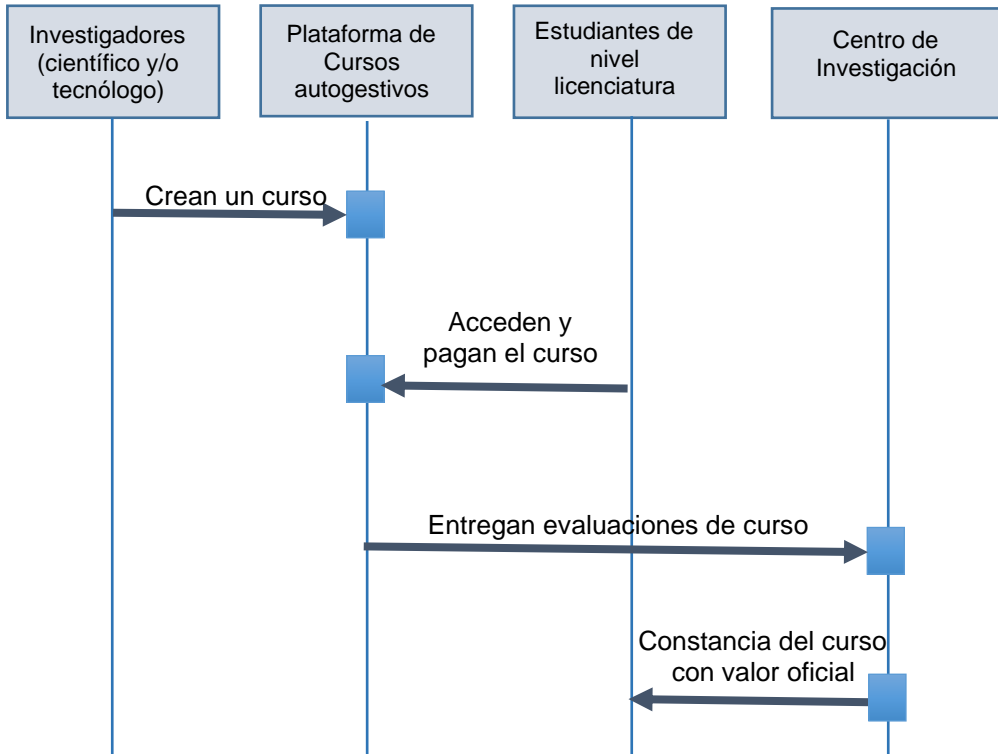 Investigadores
(científico y/o
tecnólogo)
Plataforma de
Cursos
autogestivos
Estudiantes de
nivel
licenciatura
Centro de
Investigación
Crean un curso
Acceden y
pagan el curso
Entregan evaluaciones de curso
Constancia del curso
con valor oficial